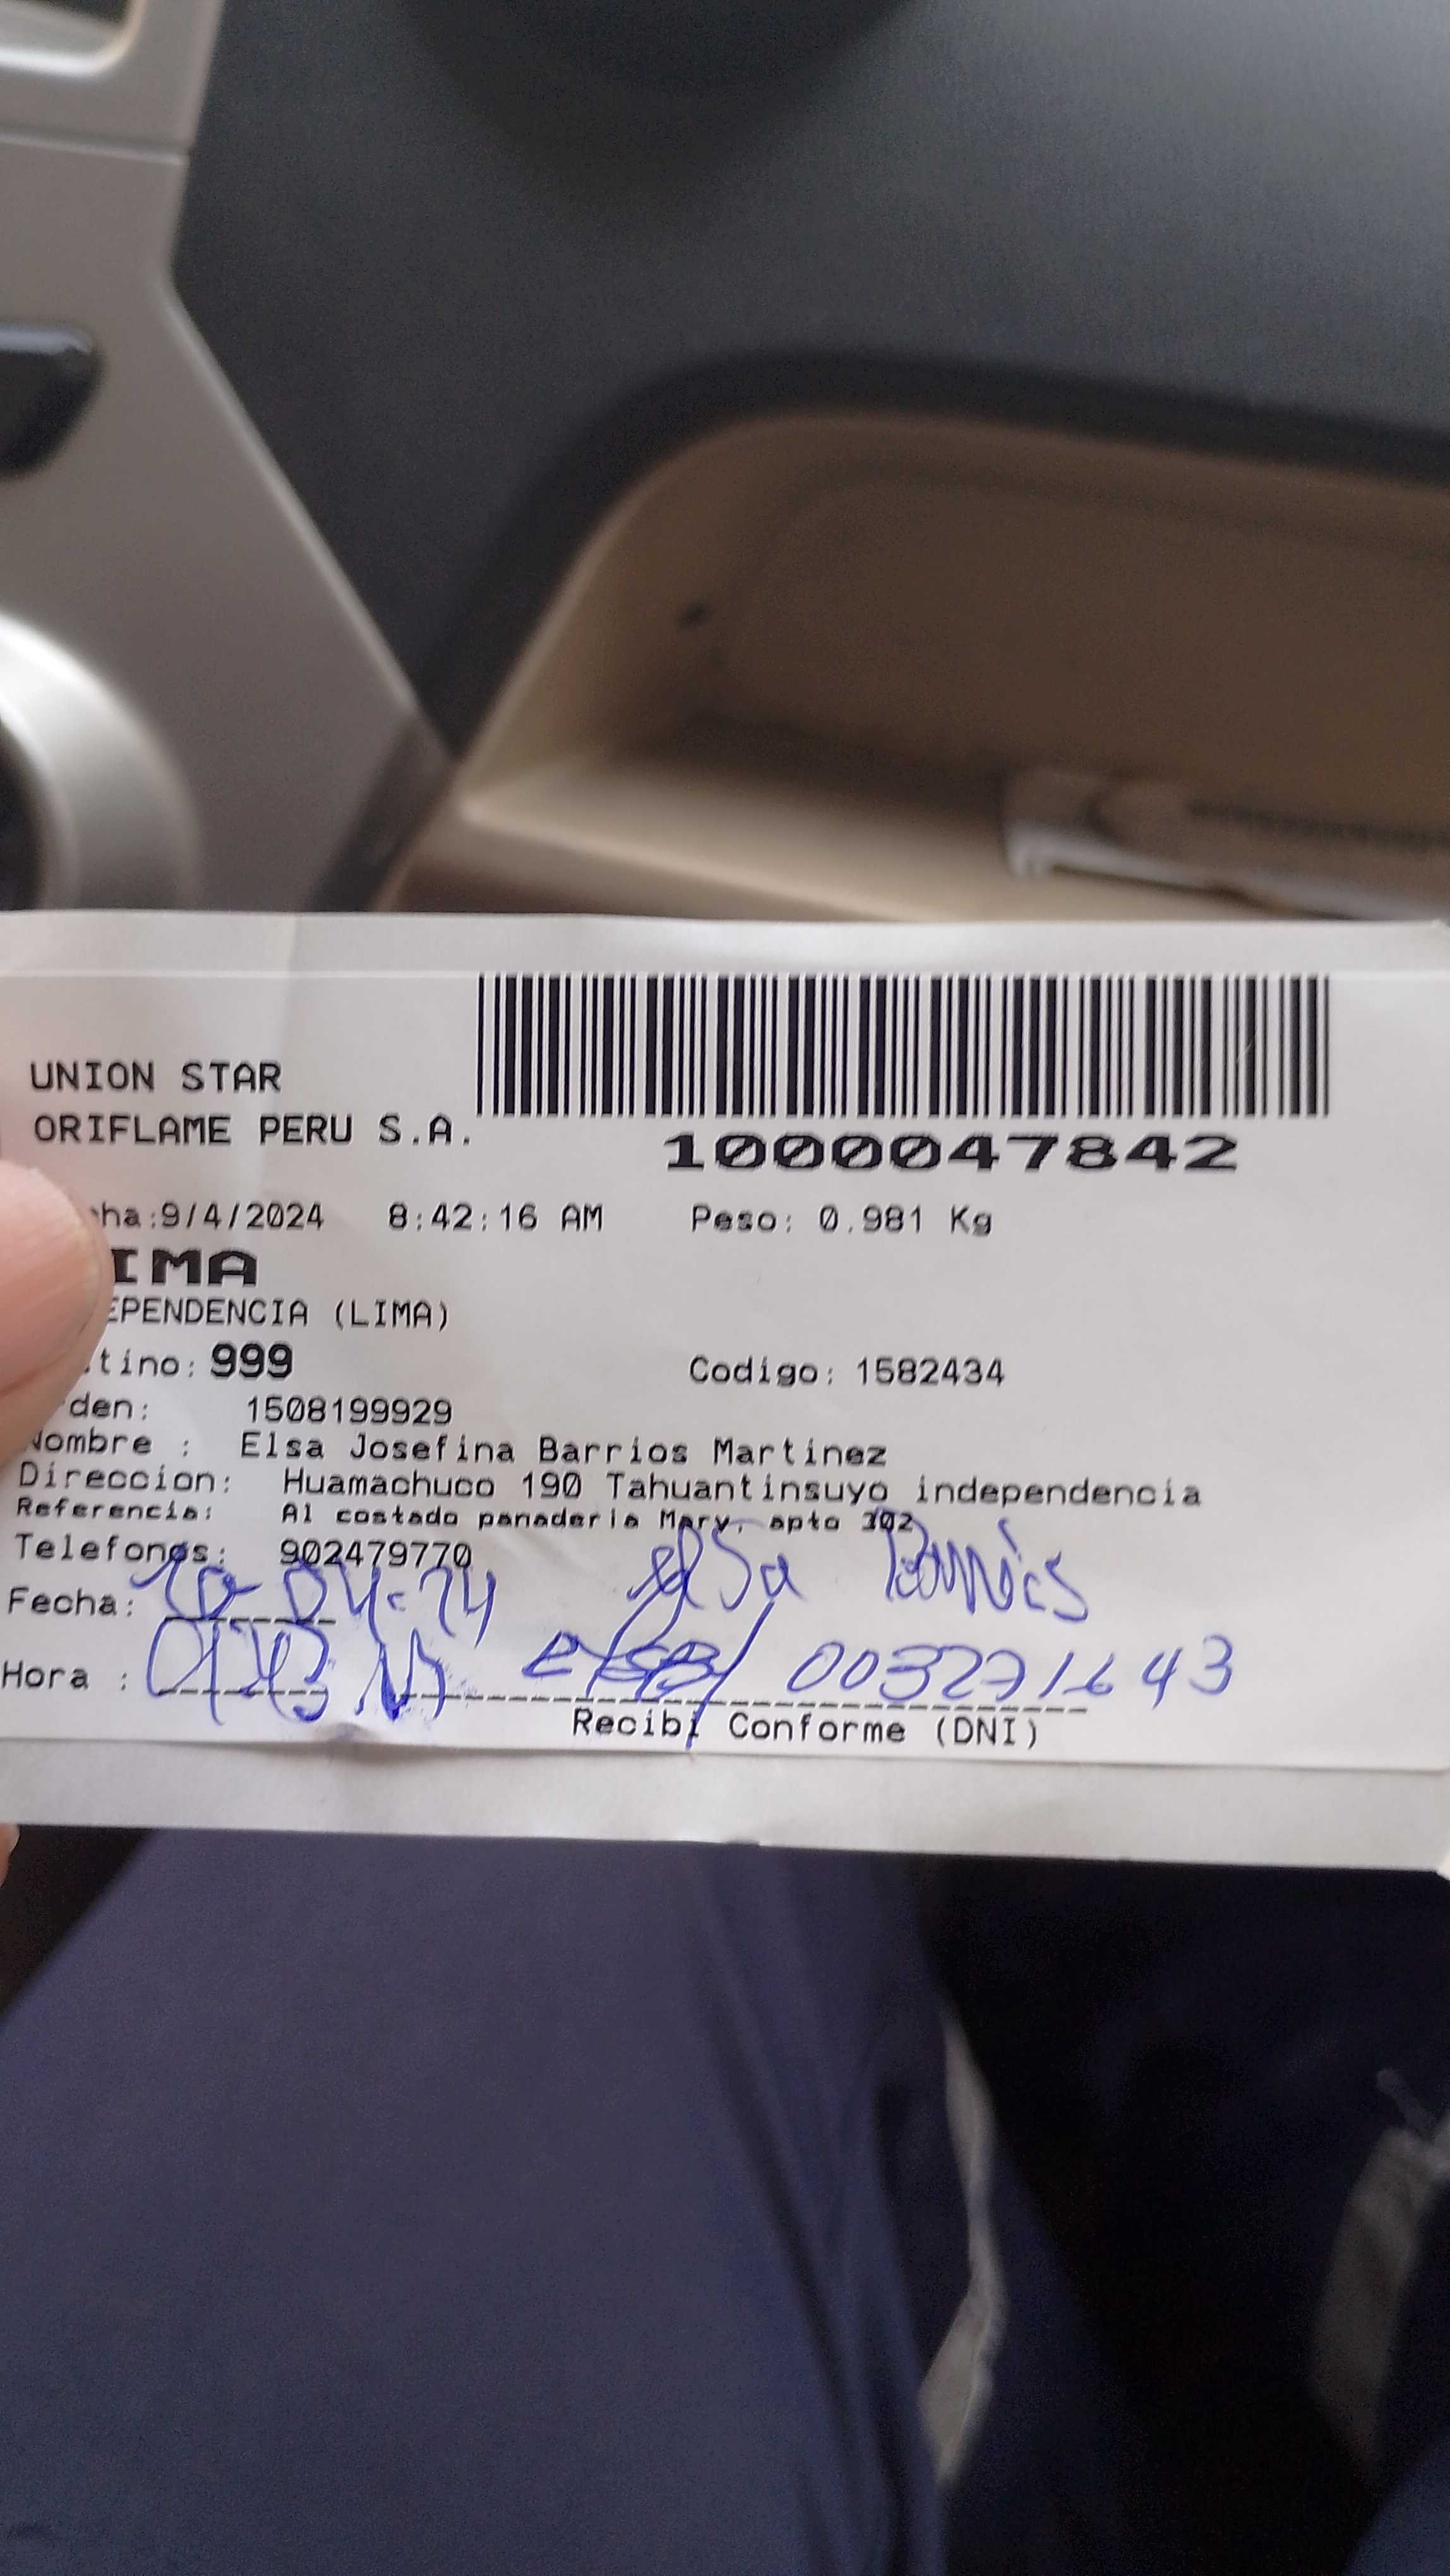 UNION STAR
ORIFLAME PERU S.A.
1000047842
ha:9/4/2024 8:42:16 AM Peso: 0.981 Kg
IMA
EPENDENCIA (LIMA)
tino: 999 Codigo: 1582434
den: 1508199929
Nombre : Elsa Josefina Barrios Martinez
Direccion: Huamachuco 190 Tahuantinsuyo independencia
Referencia: Al costado panaderia Mary, apto 302
Telefonos: 902479770
Fecha: 10-04-24 elsa Barrios
Hora : 003271643
Recibi Conforme (DNI)